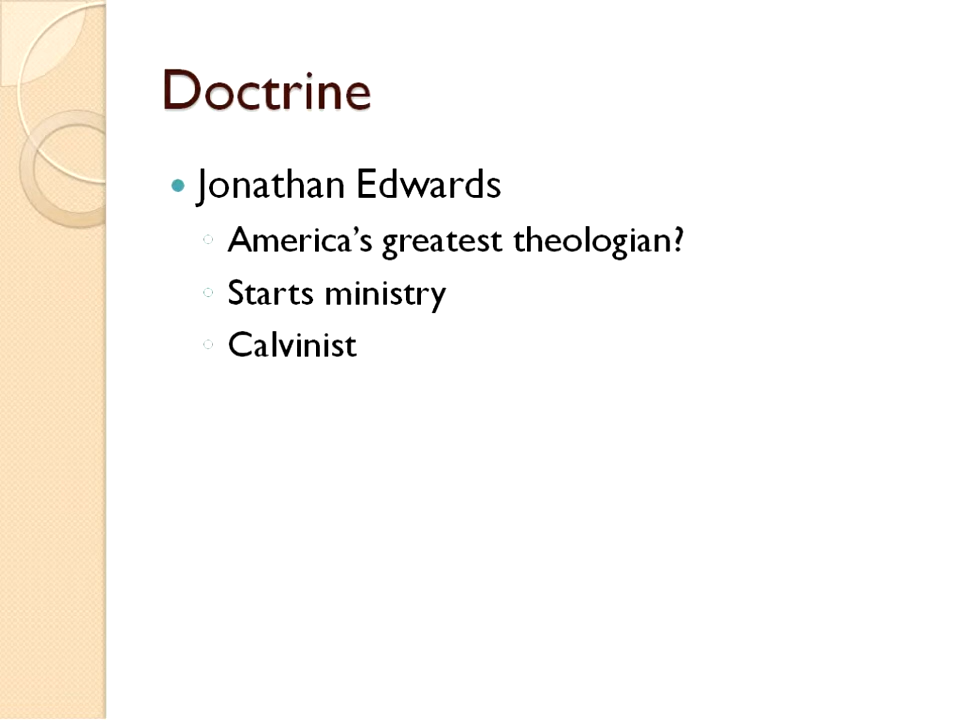 Doctrine
Jonathan Edwards
America’s greatest theologian?
Starts ministry
Calvinist